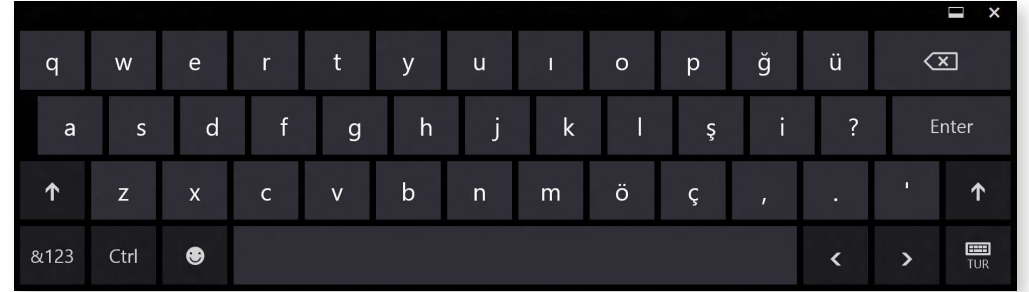 q w e r t y u ı o p ğ ü
a s d f g h j k l ş i ? Enter
z x c v b n m ö ç , . '
&123 Ctrl < > TUR